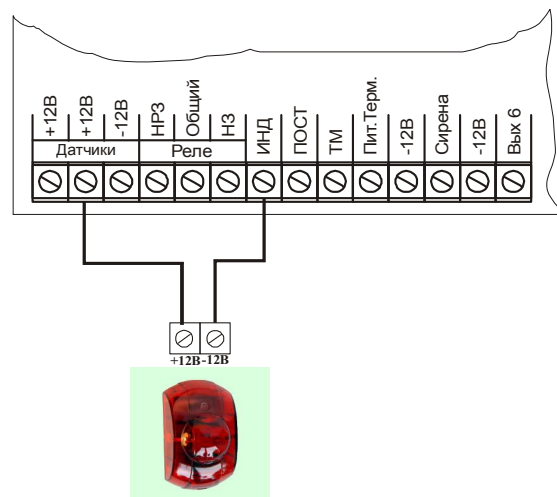 +12В
+12В
-12В
НРЗ
Общий
НЗ
ИНД
ПОСТ
ТМ
Пит.Терм.
-12В
Сирена
-12В
Вых 6
Датчики
Реле
+12В
-12В